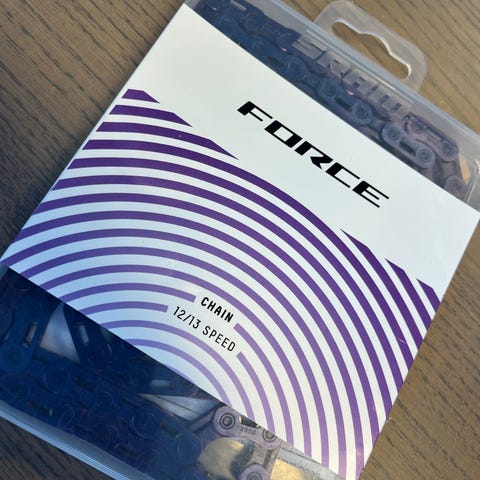 SRAM
FORCE
CHAIN
12/13 SPEED